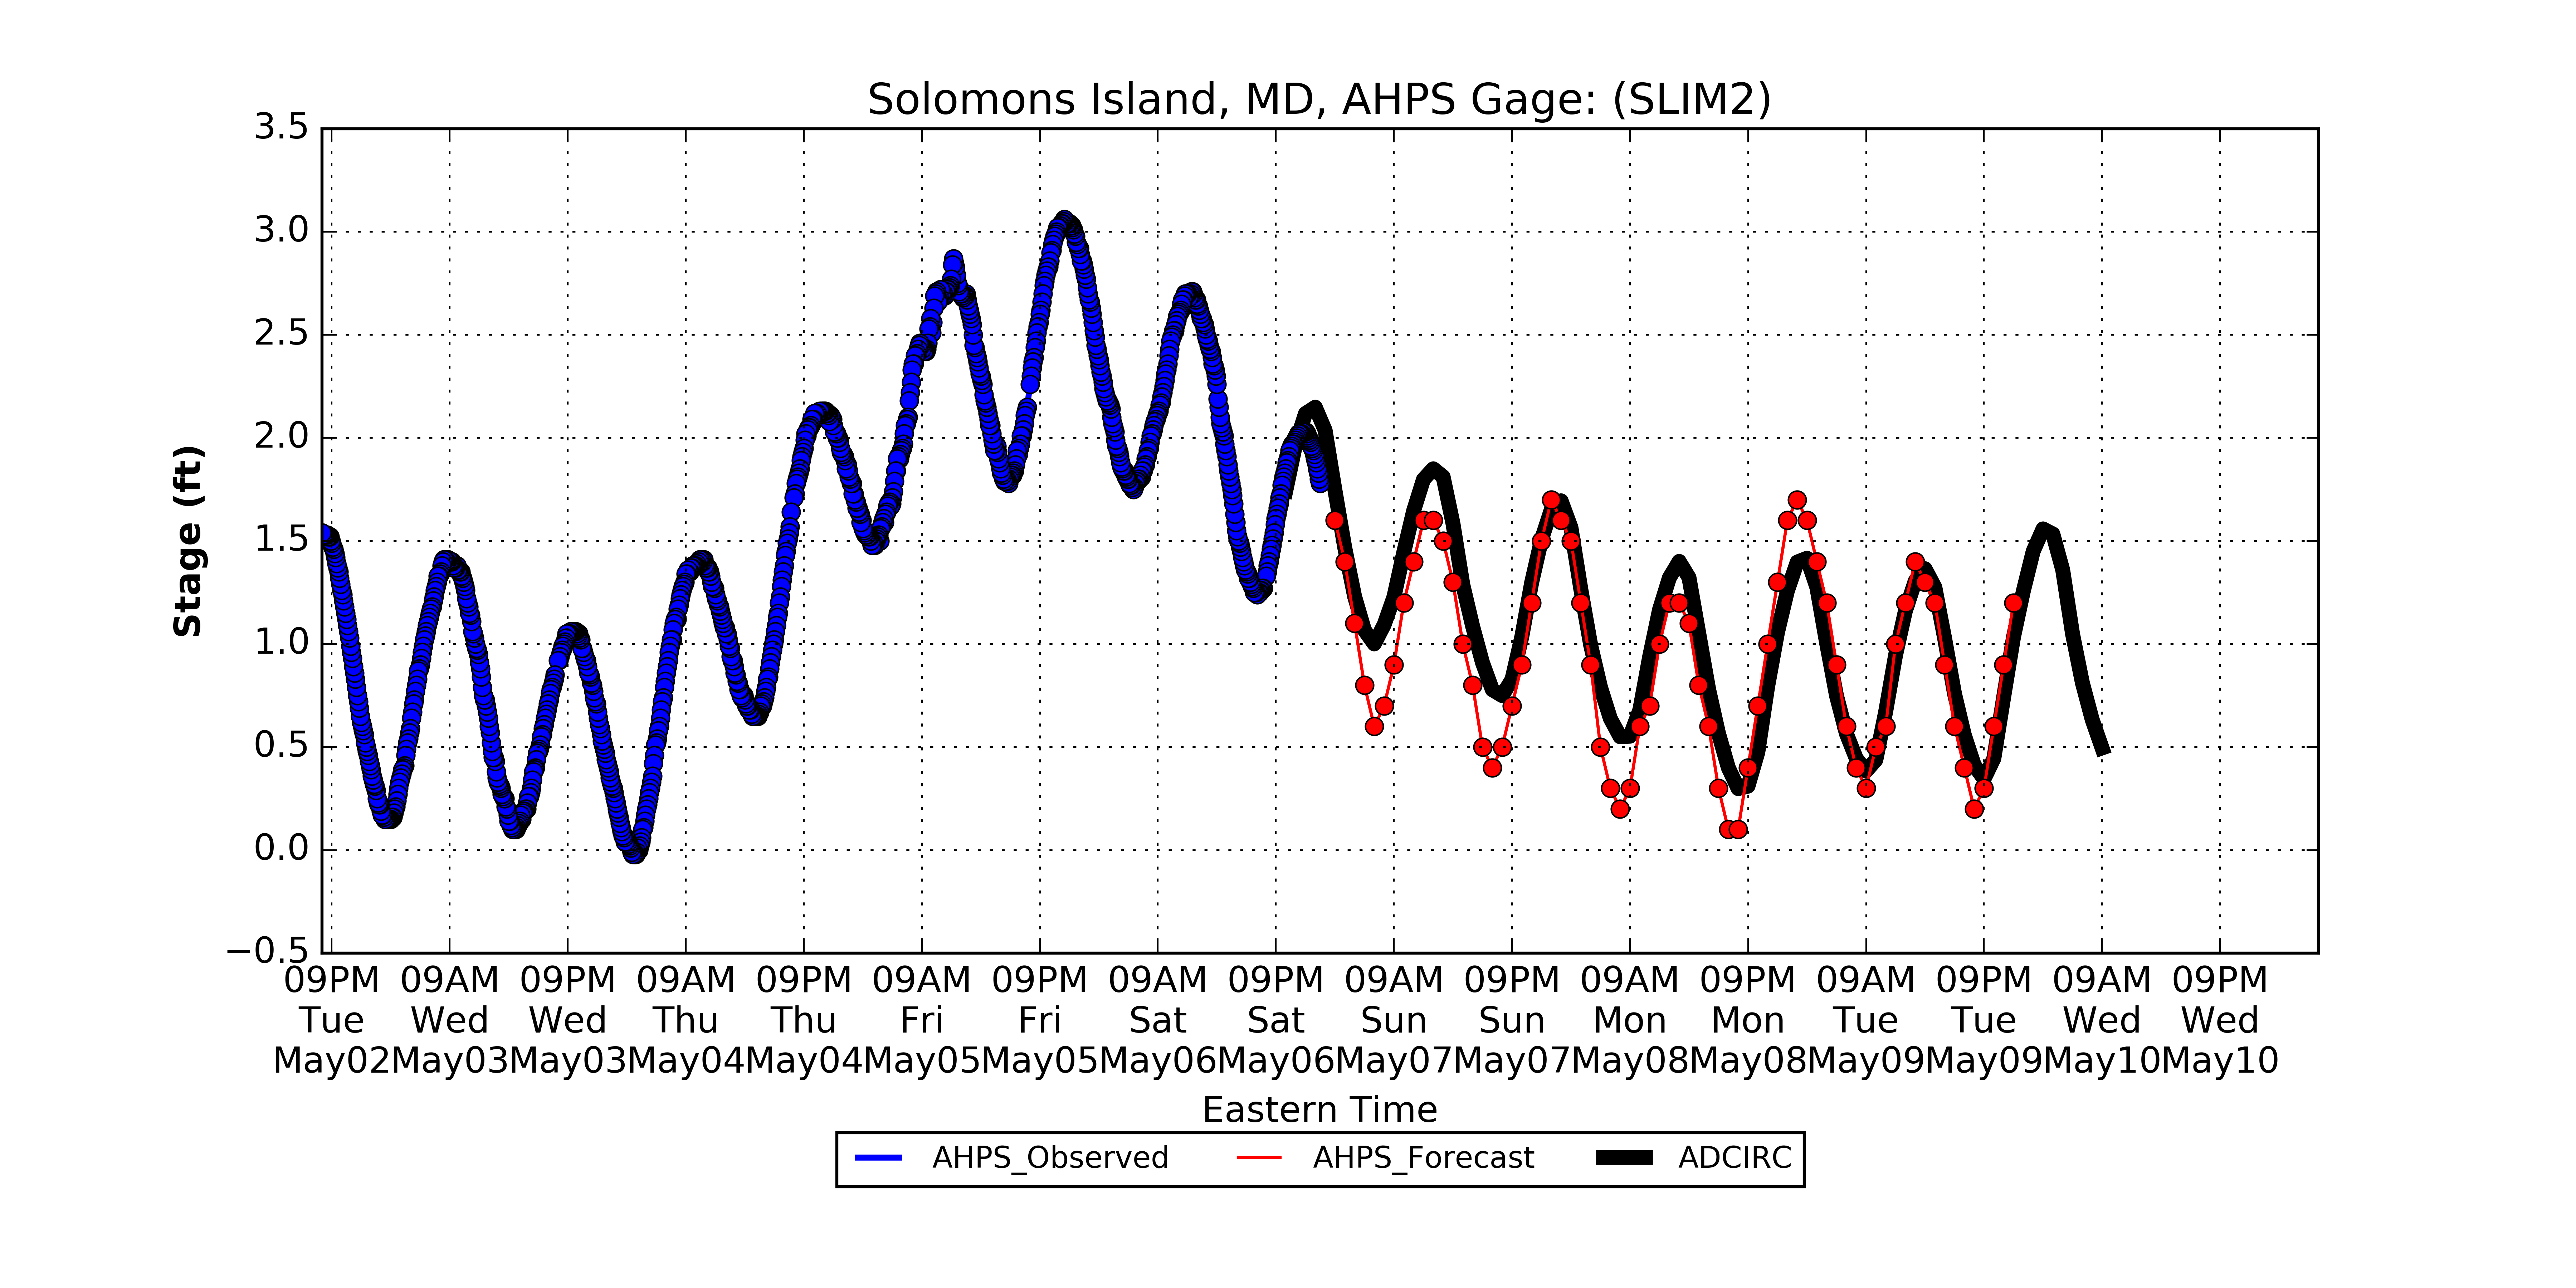 Solomons Island, MD, AHPS Gage: (SLIM2)
3.5
3.0
2.5
2.0
1.5
1.0
0.5
0.0
−0.5
Stage (ft)
09PM 09AM 09PM 09AM 09PM 09AM 09PM 09AM 09PM 09AM 09PM 09AM 09PM 09AM 09PM 09AM 09PM
Tue Wed Wed Thu Thu Fri Fri Sat Sat Sun Sun Mon Mon Tue Tue Wed Wed
May02 May03 May03 May04 May04 May05 May05 May06 May06 May07 May07 May08 May08 May09 May09 May10 May10
Eastern Time
AHPS_Observed AHPS_Forecast ADCIRC